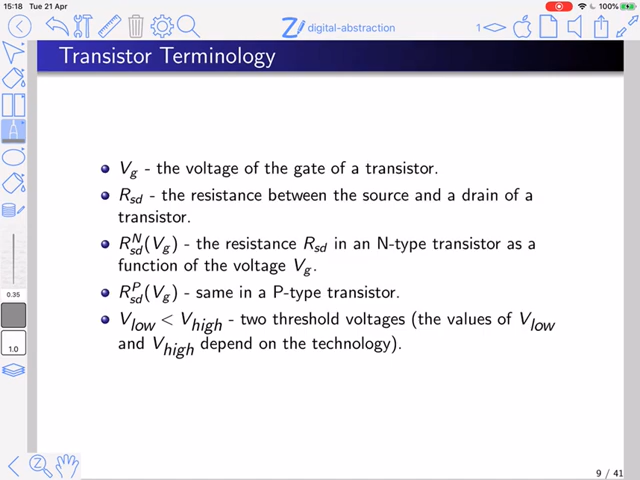 15:18 Tue 21 Apr 100%
digital-abstraction 1
Transistor Terminology
V_g - the voltage of the gate of a transistor.
R_sd - the resistance between the source and a drain of a
transistor.
R_sd^N(V_g) - the resistance R_sd in an N-type transistor as a
function of the voltage V_g.
R_sd^P(V_g) - same in a P-type transistor.
V_low < V_high - two threshold voltages (the values of V_low
and V_high depend on the technology).
0.35
1.0
9 / 41